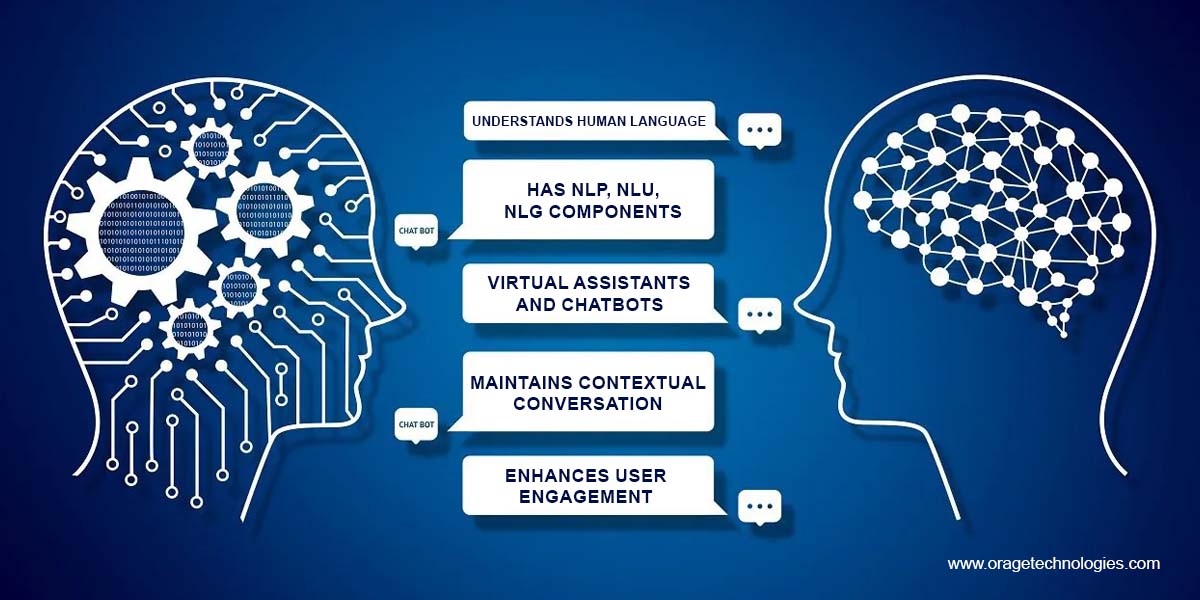 UNDERSTANDS HUMAN LANGUAGE
HAS NLP, NLU,
NLG COMPONENTS
CHAT BOT
VIRTUAL ASSISTANTS
AND CHATBOTS
MAINTAINS CONTEXTUAL
CONVERSATION
CHAT BOT
ENHANCES USER
ENGAGEMENT
www.oragetechnologies.com